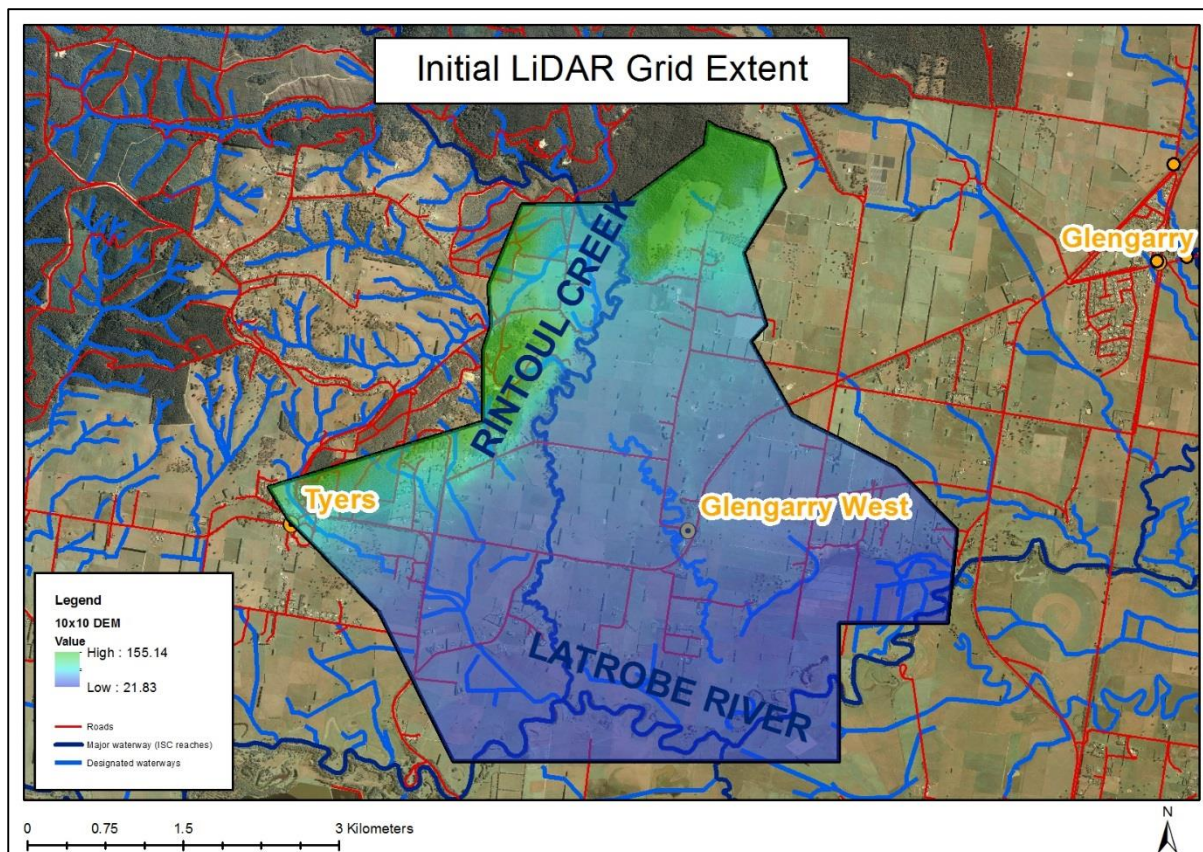 Initial LiDAR Grid Extent
Glengarry
RINTOUL CREEK
Tyers
Glengarry West
LATROBE RIVER
Legend
10x10 DEM
Value
High : 155.14
Low : 21.83
Roads
Major waterway (ISC reaches)
Designated waterways
0 0.75 1.5 3 Kilometers
N